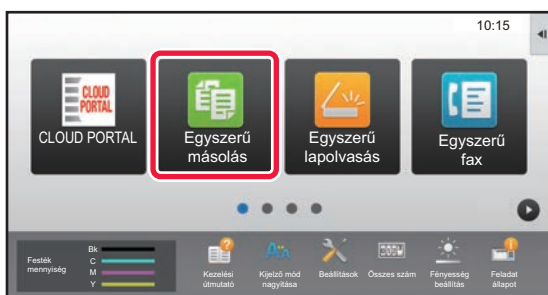 10:15
CLOUD
PORTAL
CLOUD PORTAL
Egyszerű
másolás
Egyszerű
lapolvasás
Egyszerű
fax
Festék
mennyiség
Bk
C
M
Y
Kezelési
útmutató
Kijelző mód
nagyítása
Beállítások
Összes szám
Fényesség
beállítás
Feladat
állapot